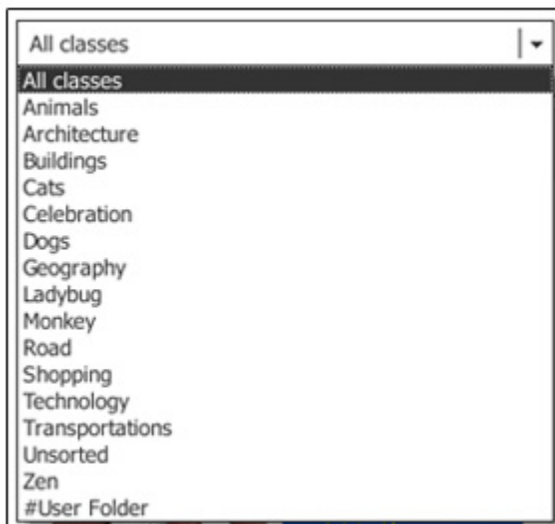 All classes
All classes
Animals
Architecture
Buildings
Cats
Celebration
Dogs
Geography
Ladybug
Monkey
Road
Shopping
Technology
Transportations
Unsorted
Zen
#User Folder